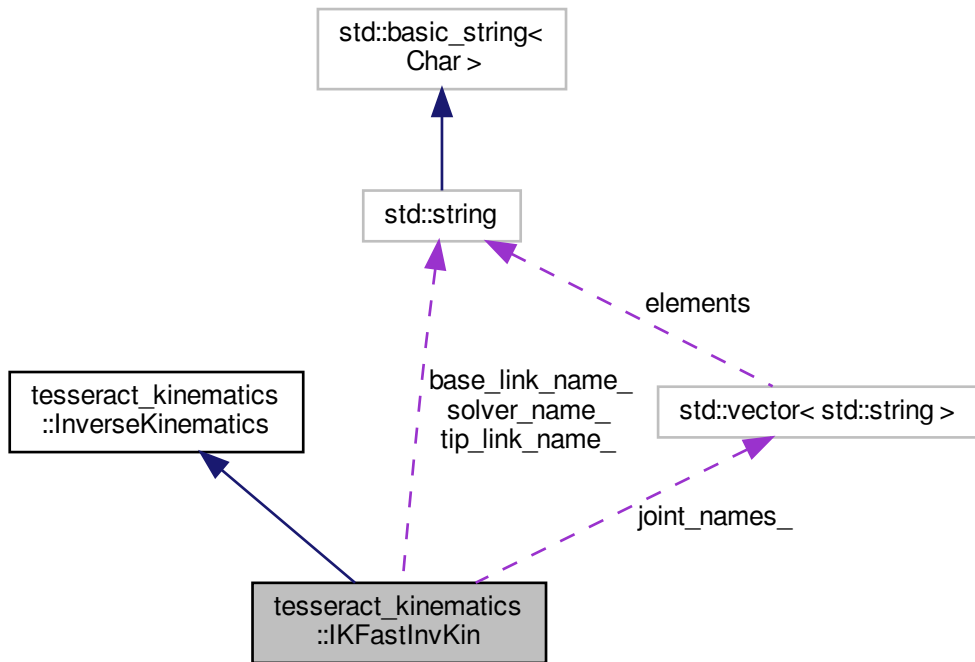 std::basic_string<
Char >
std::string
elements
tesseract_kinematics
::InverseKinematics
base_link_name_
solver_name_
tip_link_name_
std::vector< std::string >
joint_names_
tesseract_kinematics
::IKFastInvKin